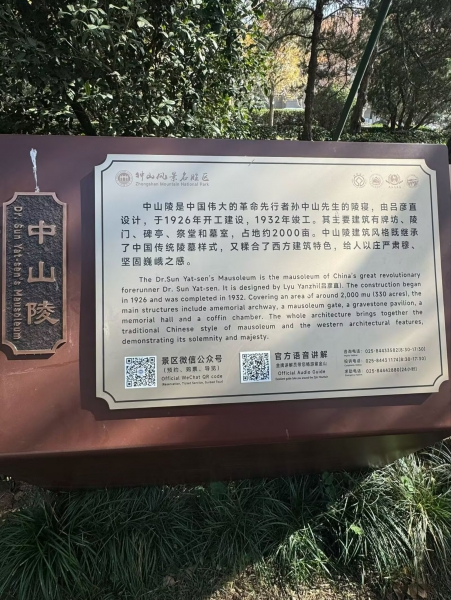 钟山风景名胜区
Zhongshan Mountain National Park
中山陵
Dr. Sun Yat-sen's Mausoleum
中山陵是中国伟大的革命先行者孙中山先生的陵寝，由吕彦直
设计，于1926年开工建设，1932年竣工。其主要建筑有牌坊、陵
门、碑亭、祭堂和墓室，占地约2000亩。中山陵建筑风格既继承
了中国传统陵墓样式，又糅合了西方建筑特色，给人以庄严肃穆、
坚固巍峨之感。
The Dr.Sun Yat-sen's Mausoleum is the mausoleum of China's great revolutionary
forerunner Dr. Sun Yat-sen. It is designed by Lyu Yanzhi(吕彦直). The construction began
in 1926 and was completed in 1932. Covering an area of around 2,000 mu (330 acres), the
main structures include amemorial archway, a mausoleum gate, a gravestone pavilion, a
memorial hall and a coffin chamber. The whole architecture brings together the
traditional Chinese style of mausoleum and the western architectural features,
demonstrating its solemnity and majesty.
景区微信公众号
(预约、购票、导览)
Official WeChat QR code
官方语音讲解
Official Audio Guide